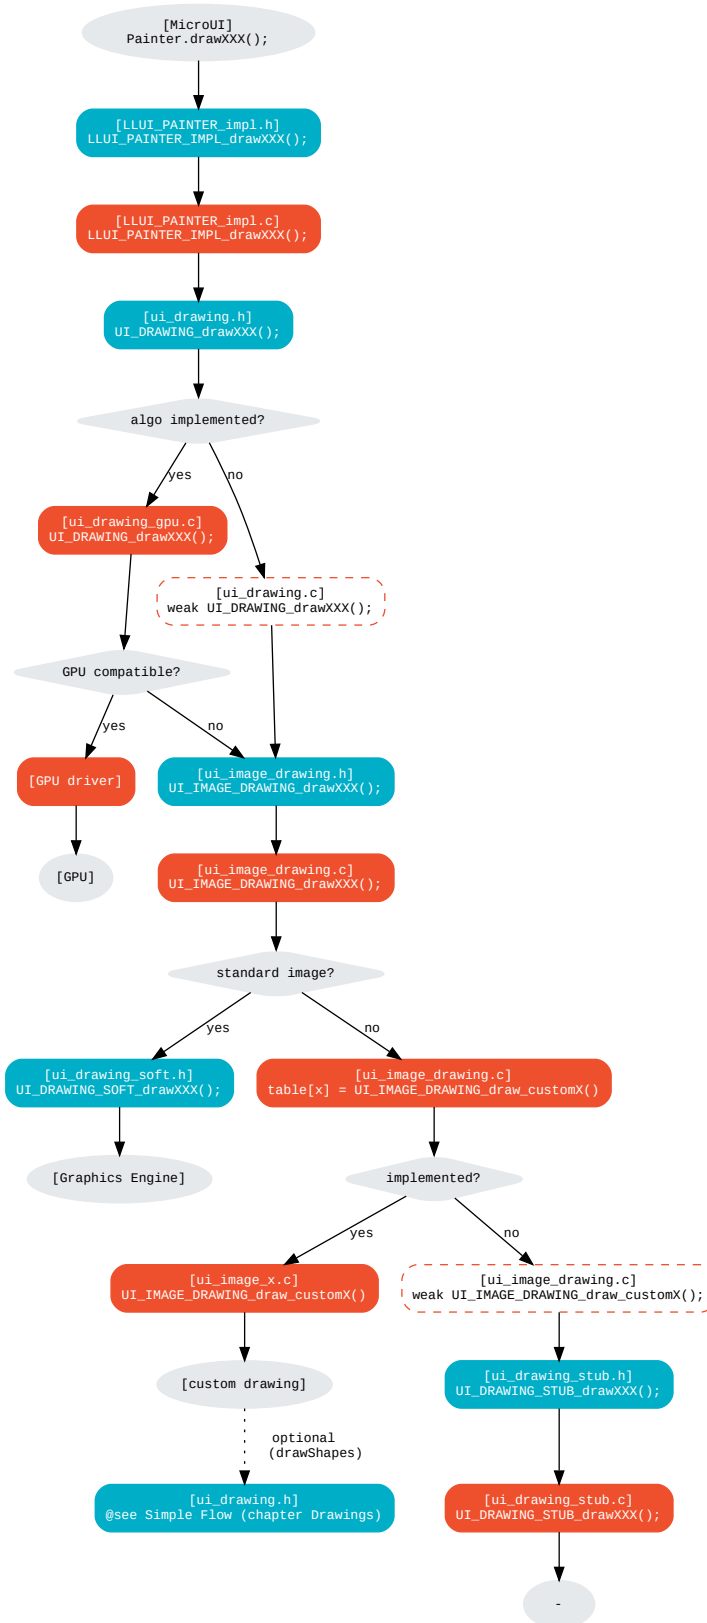 [MicroUI]
Painter.drawXXX();
[LLUI_PAINTER_impl.h]
LLUI_PAINTER_IMPL_drawXXX();
[LLUI_PAINTER_impl.c]
LLUI_PAINTER_IMPL_drawXXX();
[ui_drawing.h]
UI_DRAWING_drawXXX();
algo implemented?
yes
no
[ui_drawing_gpu.c]
UI_DRAWING_drawXXX();
[ui_drawing.c]
weak UI_DRAWING_drawXXX();
GPU compatible?
yes
no
[GPU driver]
[ui_image_drawing.h]
UI_IMAGE_DRAWING_drawXXX();
[GPU]
[ui_image_drawing.c]
UI_IMAGE_DRAWING_drawXXX();
standard image?
yes
no
[ui_drawing_soft.h]
UI_DRAWING_SOFT_drawXXX();
[ui_image_drawing.c]
table[x] = UI_IMAGE_DRAWING_draw_customX()
[Graphics Engine]
implemented?
yes
no
[ui_image_x.c]
UI_IMAGE_DRAWING_draw_customX()
[ui_image_drawing.c]
weak UI_IMAGE_DRAWING_draw_customX();
[custom drawing]
[ui_drawing_stub.h]
UI_DRAWING_STUB_drawXXX();
optional
(drawShapes)
[ui_drawing.h]
@see Simple Flow (chapter Drawings)
[ui_drawing_stub.c]
UI_DRAWING_STUB_drawXXX();
-